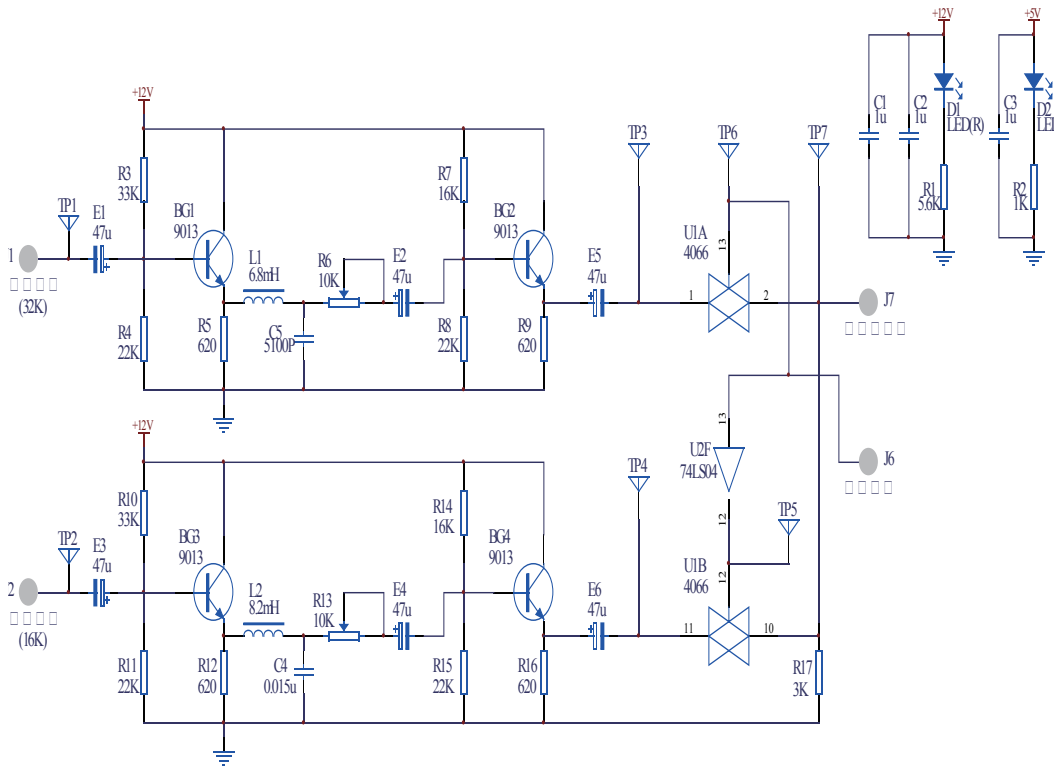 +12V
+5V
C1
1u
C2
1u
D1
LED(R)
C3
1u
D2
LE
R1
5.6K
R2
1K
+12V
TP3
TP6
TP7
R3
33K
R7
16K
TP1
E1
47u
BG1
9013
BG2
9013
U1A
4066
13
1
L1
6.8mH
R6
10K
E2
47u
E5
47u
1
2
J7
(32K)
R4
22K
R5
620
C5
5100P
R8
22K
R9
620
+12V
13
U2F
74LS04
J6
TP4
R10
33K
R14
16K
12
TP5
TP2
E3
47u
BG3
9013
BG4
9013
U1B
4066
12
2
L2
8.2mH
R13
10K
E4
47u
E6
47u
11
10
(16K)
R11
22K
R12
620
C4
0.015u
R15
22K
R16
620
R17
3K